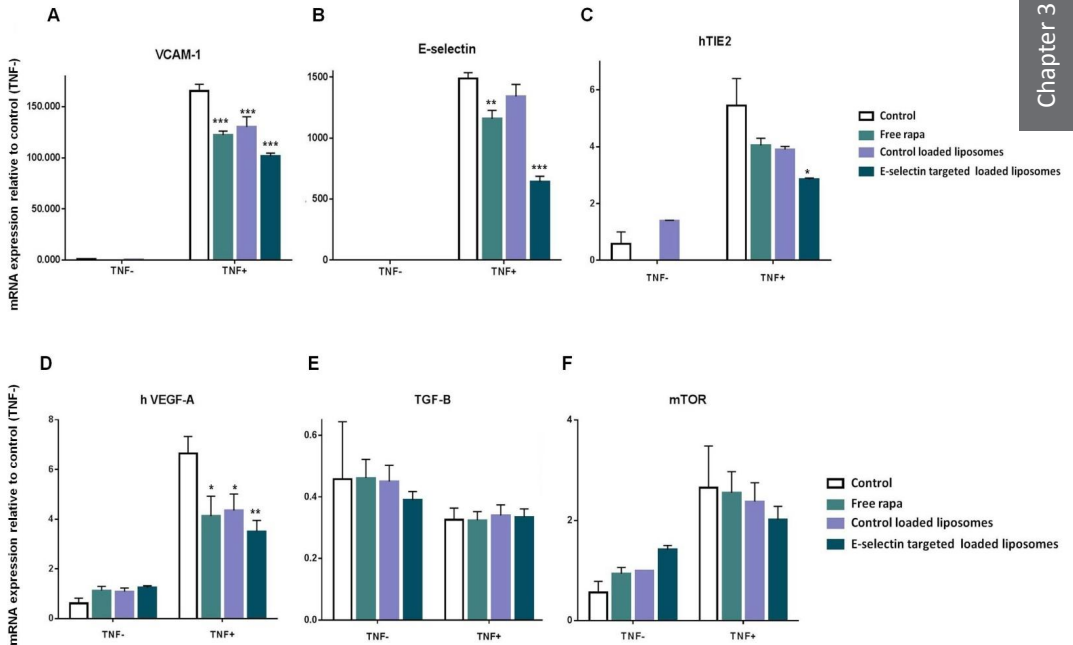 Chapter 3
A
VCAM-1
mRNA expression relative to control (TNF-)
150.000
100.000
50.000
0.000
TNF-
TNF+
***
***
***
B
E-selectin
1500
1000
500
0
TNF-
TNF+
**
***
C
hTIE2
6
4
2
0
TNF-
TNF+
*
Control
Free rapa
Control loaded liposomes
E-selectin targeted loaded liposomes
D
h VEGF-A
mRNA expression relative to control (TNF-)
8
6
4
2
0
TNF-
TNF+
*
*
**
E
TGF-B
0.6
0.4
0.2
0.0
TNF-
TNF+
F
mTOR
4
2
0
TNF-
TNF+
Control
Free rapa
Control loaded liposomes
E-selectin targeted loaded liposomes